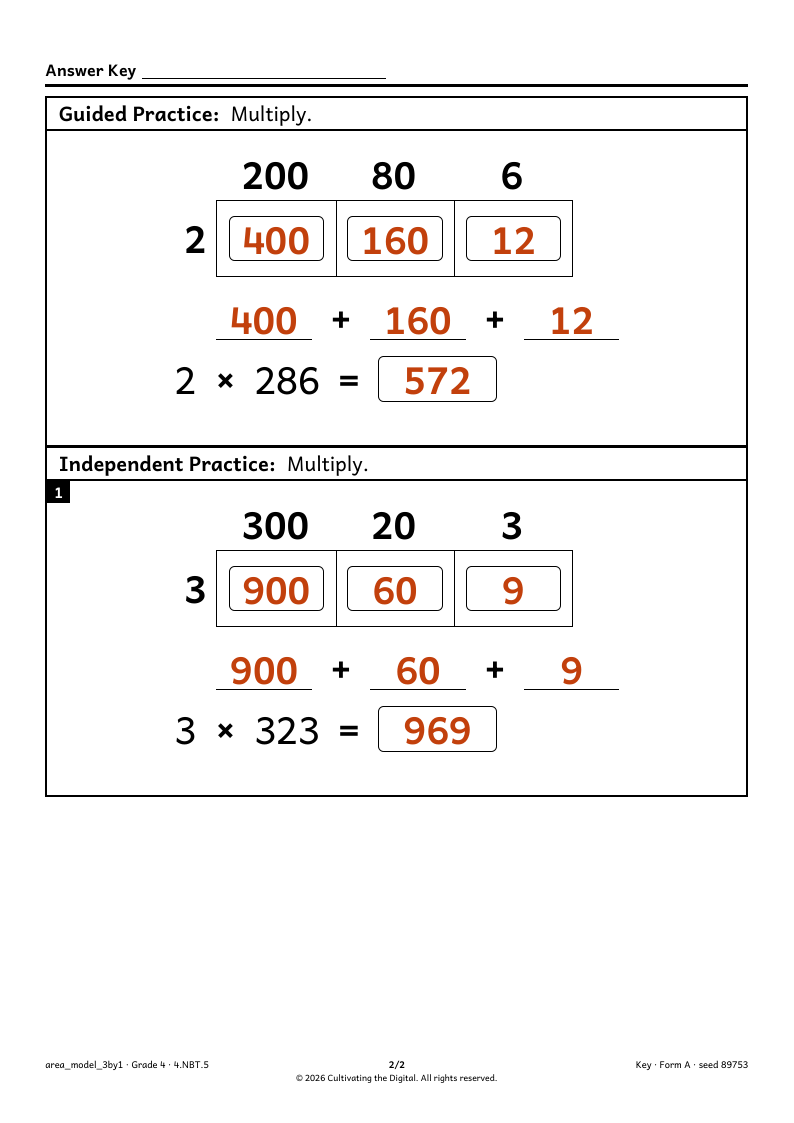 Answer Key
Guided Practice: Multiply.
200 80 6
2 400 160 12
400 + 160 + 12
2 × 286 = 572
Independent Practice: Multiply.
1
300 20 3
3 900 60 9
900 + 60 + 9
3 × 323 = 969
area_model_3by1 · Grade 4 · 4.NBT.5 2/2 Key · Form A · seed 89753
© 2026 Cultivating the Digital. All rights reserved.